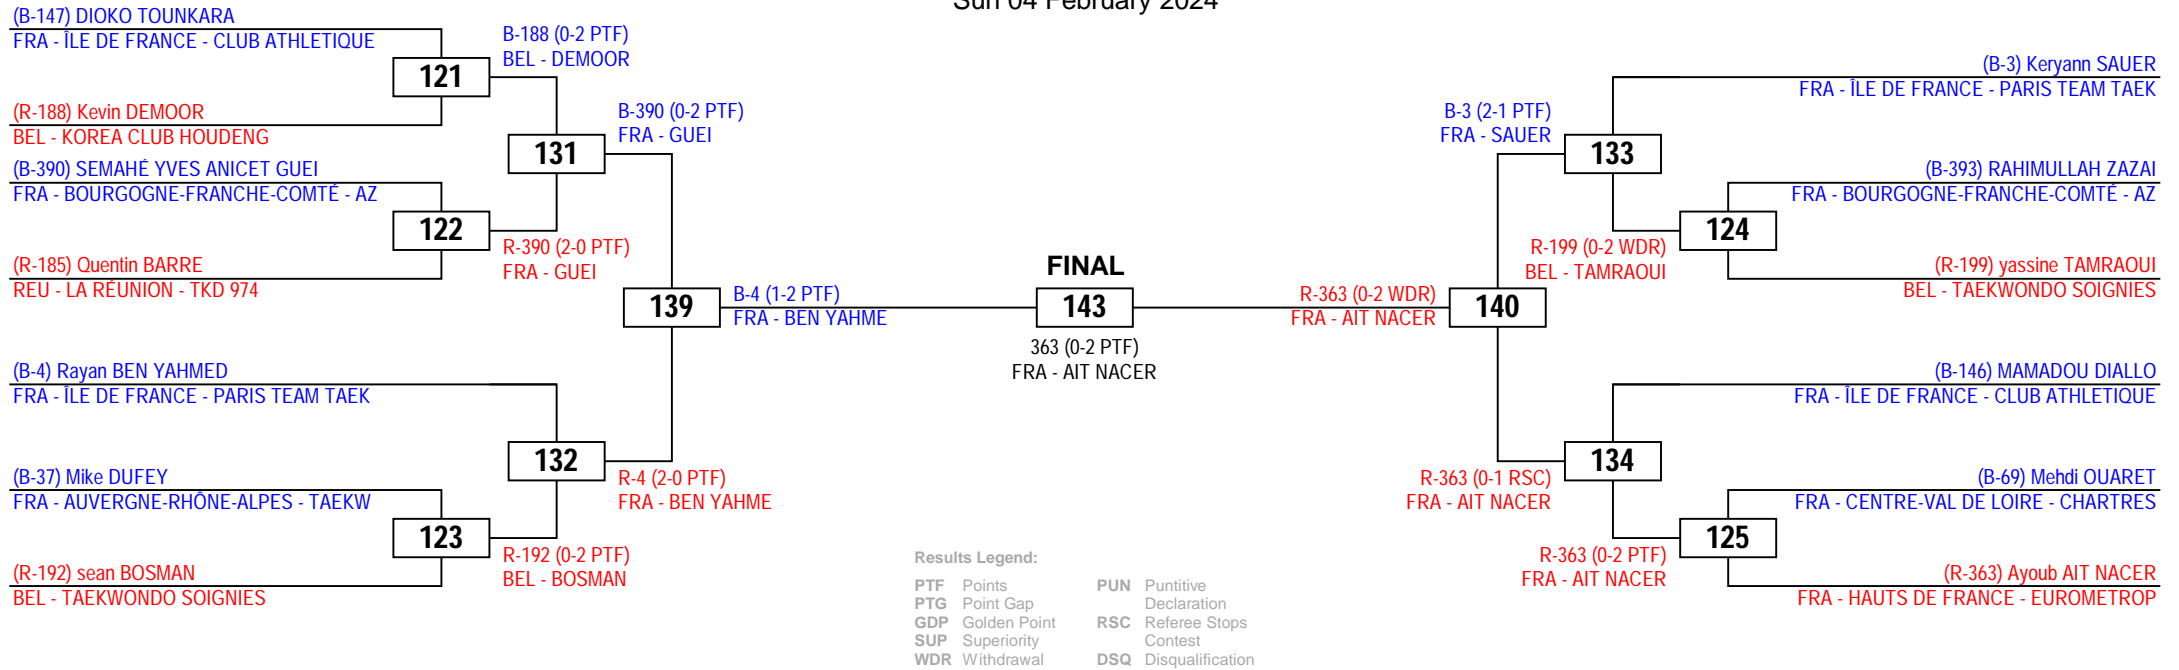 Sun 04 February 2024
(B-147) DIOKO TOUNKARA
FRA - ÎLE DE FRANCE - CLUB ATHLETIQUE
121
(R-188) Kevin DEMOOR
BEL - KOREA CLUB HOUDENG
B-188 (0-2 PTF)
BEL - DEMOOR
(B-390) SEMAHÉ YVES ANICET GUEI
FRA - BOURGOGNE-FRANCHE-COMTÉ - AZ
122
(R-185) Quentin BARRE
REU - LA RÉUNION - TKD 974
R-390 (2-0 PTF)
FRA - GUEI
131
B-390 (0-2 PTF)
FRA - GUEI
(B-4) Rayan BEN YAHMED
FRA - ÎLE DE FRANCE - PARIS TEAM TAEK
(B-37) Mike DUFEY
FRA - AUVERGNE-RHÔNE-ALPES - TAEKW
123
(R-192) sean BOSMAN
BEL - TAEKWONDO SOIGNIES
R-192 (0-2 PTF)
BEL - BOSMAN
132
R-4 (2-0 PTF)
FRA - BEN YAHME
139
B-4 (1-2 PTF)
FRA - BEN YAHME
FINAL
143
363 (0-2 PTF)
FRA - AIT NACER
R-363 (0-2 WDR)
FRA - AIT NACER
140
B-3 (2-1 PTF)
FRA - SAUER
133
(B-3) Keryann SAUER
FRA - ÎLE DE FRANCE - PARIS TEAM TAEK
(B-393) RAHIMULLAH ZAZAI
FRA - BOURGOGNE-FRANCHE-COMTÉ - AZ
124
R-199 (0-2 WDR)
BEL - TAMRAOUI
(R-199) yassine TAMRAOUI
BEL - TAEKWONDO SOIGNIES
(B-146) MAMADOU DIALLO
FRA - ÎLE DE FRANCE - CLUB ATHLETIQUE
134
R-363 (0-1 RSC)
FRA - AIT NACER
(B-69) Mehdi OUARET
FRA - CENTRE-VAL DE LOIRE - CHARTRES
125
R-363 (0-2 PTF)
FRA - AIT NACER
(R-363) Ayoub AIT NACER
FRA - HAUTS DE FRANCE - EUROMETROP
Results Legend:
PTF Points
PTG Point Gap
GDP Golden Point
SUP Superiority
WDR Withdrawal
PUN Puntitive
Declaration
RSC Referee Stops
Contest
DSQ Disqualification